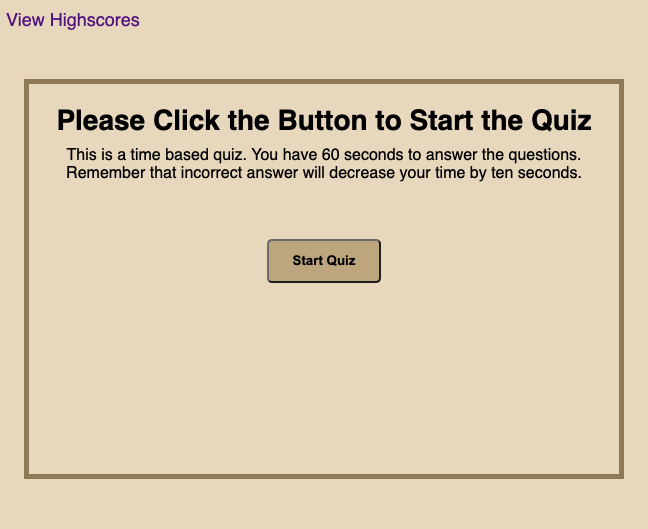 View Highscores
Please Click the Button to Start the Quiz
This is a time based quiz. You have 60 seconds to answer the questions.
Remember that incorrect answer will decrease your time by ten seconds.
Start Quiz